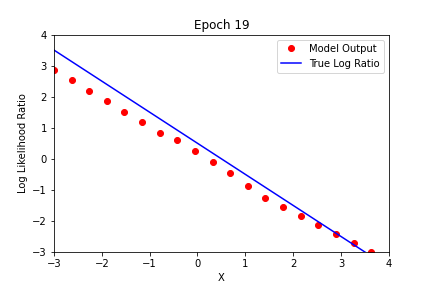 Epoch 19
Model Output
True Log Ratio
Log Likelihood Ratio
4
3
2
1
0
−1
−2
−3
−3 −2 −1 0 1 2 3 4
X